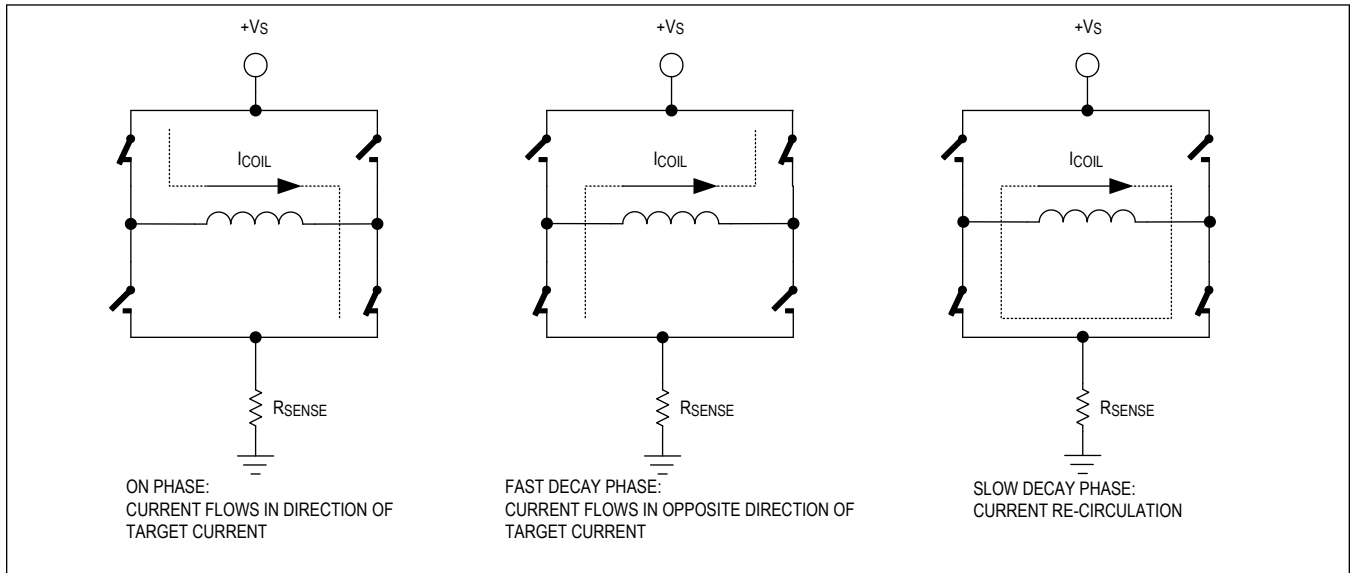 +VS
+VS
+VS
ICOIL
ICOIL
ICOIL
RSENSE
RSENSE
RSENSE
ON PHASE:
CURRENT FLOWS IN DIRECTION OF
TARGET CURRENT
FAST DECAY PHASE:
CURRENT FLOWS IN OPPOSITE DIRECTION OF
TARGET CURRENT
SLOW DECAY PHASE:
CURRENT RE-CIRCULATION